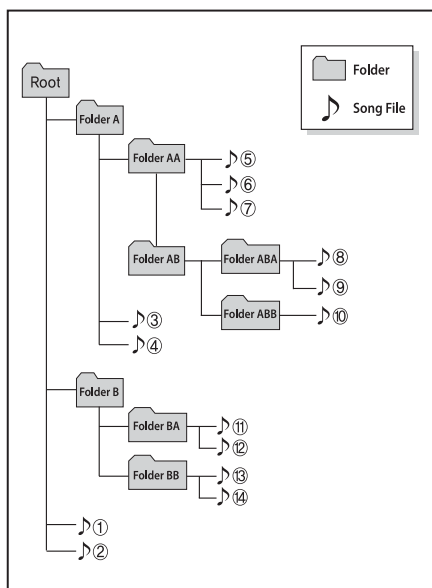 Root
Folder
Song File
Folder A
Folder AA
⑤
⑥
⑦
Folder AB
Folder ABA
⑧
⑨
Folder ABB
⑩
③
④
Folder B
Folder BA
⑪
⑫
Folder BB
⑬
⑭
①
②